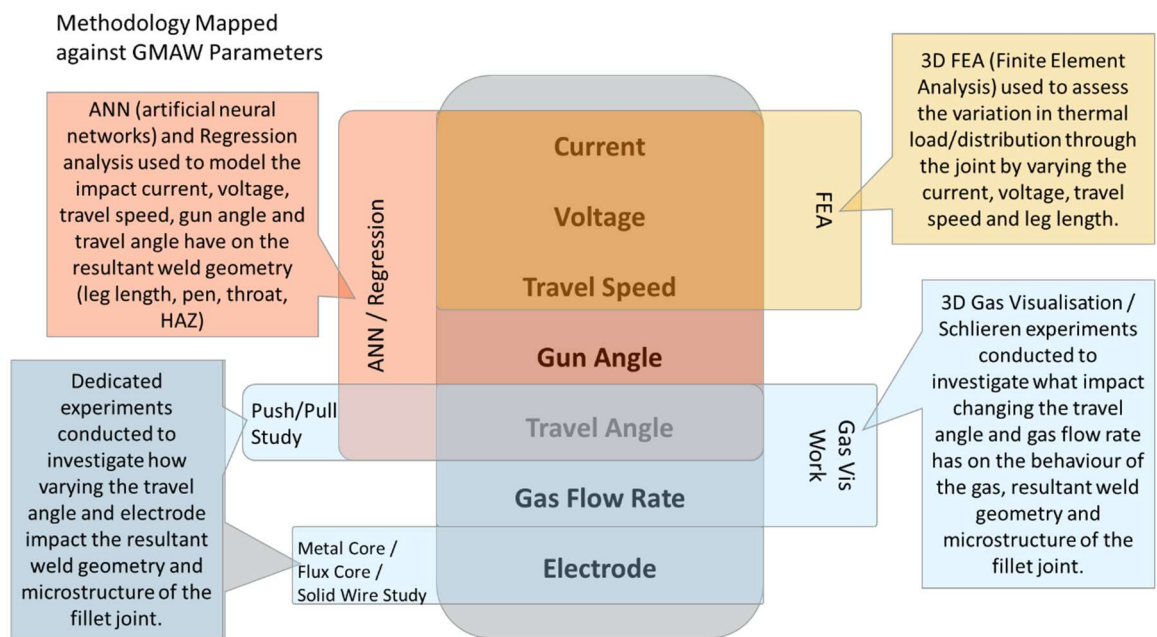 Methodology Mapped
against GMAW Parameters
ANN (artificial neural
networks) and Regression
analysis used to model the
impact current, voltage,
travel speed, gun angle and
travel angle have on the
resultant weld geometry
(leg length, pen, throat,
HAZ)
Dedicated
experiments
conducted to
investigate how
varying the travel
angle and electrode
impact the resultant
weld geometry and
microstructure of the
fillet joint.
ANN / Regression
Push/Pull
Study
Metal Core /
Flux Core /
Solid Wire Study
Current
Voltage
Travel Speed
Gun Angle
Travel Angle
Gas Flow Rate
Electrode
FEA
Gas Vis
Work
3D FEA (Finite Element
Analysis) used to assess
the variation in thermal
load/distribution through
the joint by varying the
current, voltage, travel
speed and leg length.
3D Gas Visualisation /
Schlieren experiments
conducted to
investigate what impact
changing the travel
angle and gas flow rate
has on the behaviour of
the gas, resultant weld
geometry and
microstructure of the
fillet joint.